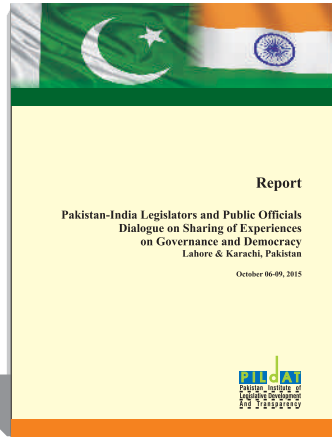 Report
Pakistan-India Legislators and Public Officials
Dialogue on Sharing of Experiences
on Governance and Democracy
Lahore & Karachi, Pakistan
October 06-09, 2015
PILDAT
Pakistan Institute of
Legislative Development
And Transparency